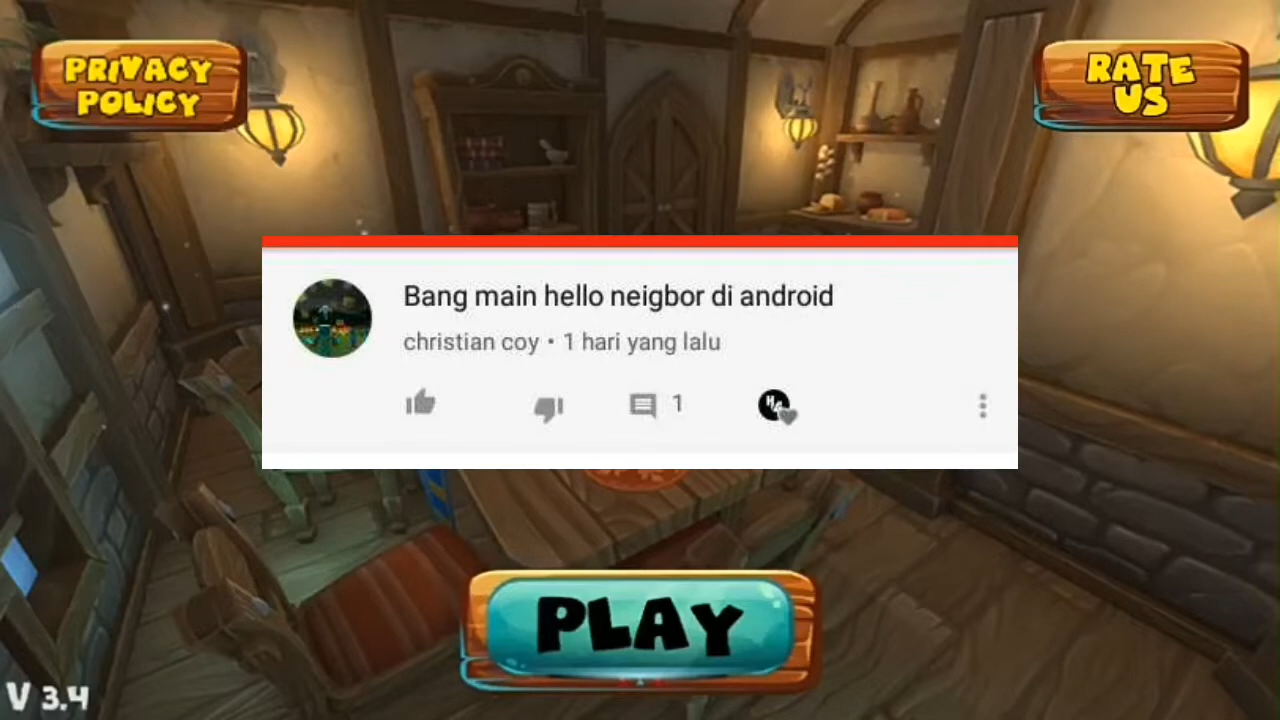 PRIVACY
POLICY
RATE
US
Bang main hello neigbor di android
christian coy • 1 hari yang lalu
1
PLAY
V 3.4